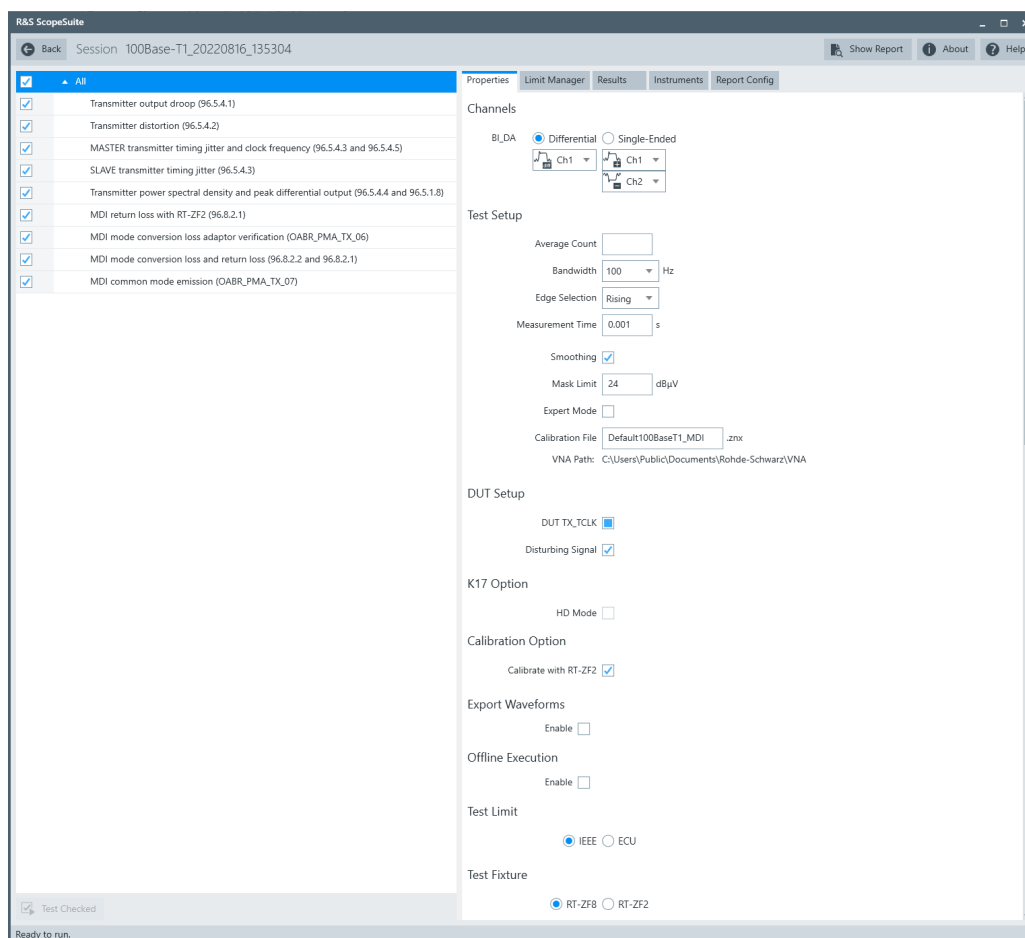 R&S ScopeSuite
Back Session 100Base-T1_20220816_135304 Show Report About Help
All
Transmitter output droop (96.5.4.1)
Transmitter distortion (96.5.4.2)
MASTER transmitter timing jitter and clock frequency (96.5.4.3 and 96.5.4.5)
SLAVE transmitter timing jitter (96.5.4.3)
Transmitter power spectral density and peak differential output (96.5.4.4 and 96.5.1.8)
MDI return loss with RT-ZF2 (96.8.2.1)
MDI mode conversion loss adaptor verification (OABR_PMA_TX_06)
MDI mode conversion loss and return loss (96.8.2.2 and 96.8.2.1)
MDI common mode emission (OABR_PMA_TX_07)
Test Checked
Properties Limit Manager Results Instruments Report Config
Channels
BI_DA Differential Single-Ended
Ch1 Ch1
Ch2
Test Setup
Average Count
Bandwidth 100 Hz
Edge Selection Rising
Measurement Time 0.001 s
Smoothing
Mask Limit 24 dBµV
Expert Mode
Calibration File Default100BaseT1_MDI .znx
VNA Path: C:\Users\Public\Documents\Rohde-Schwarz\VNA
DUT Setup
DUT TX_TCLK
Disturbing Signal
K17 Option
HD Mode
Calibration Option
Calibrate with RT-ZF2
Export Waveforms
Enable
Offline Execution
Enable
Test Limit
IEEE ECU
Test Fixture
RT-ZF8 RT-ZF2
Ready to run.